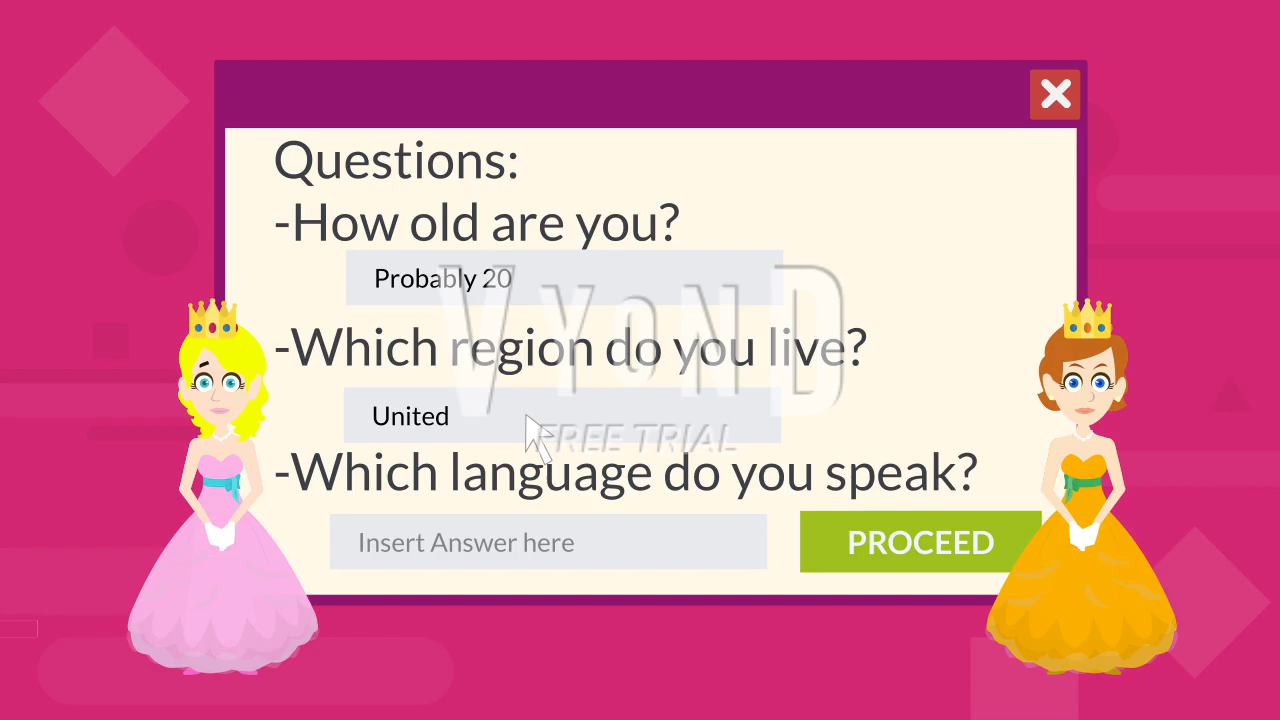 Questions:
-How old are you?
Probably 20
-Which region do you live?
United
-Which language do you speak?
Insert Answer here
PROCEED
VYOND
FREE TRIAL